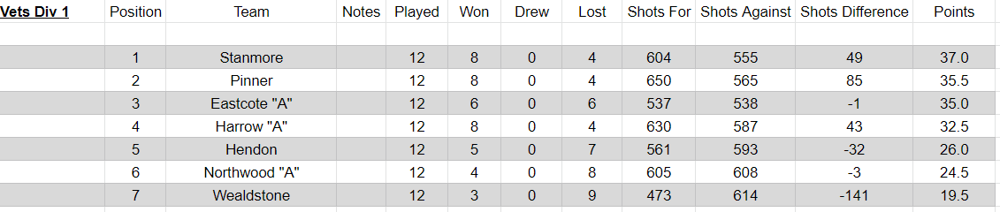 Vets Div 1 Position Team Notes Played Won Drew Lost Shots For Shots Against Shots Difference Points
1 Stanmore 12 8 0 4 604 555 49 37.0
2 Pinner 12 8 0 4 650 565 85 35.5
3 Eastcote "A" 12 6 0 6 537 538 -1 35.0
4 Harrow "A" 12 8 0 4 630 587 43 32.5
5 Hendon 12 5 0 7 561 593 -32 26.0
6 Northwood "A" 12 4 0 8 605 608 -3 24.5
7 Wealdstone 12 3 0 9 473 614 -141 19.5